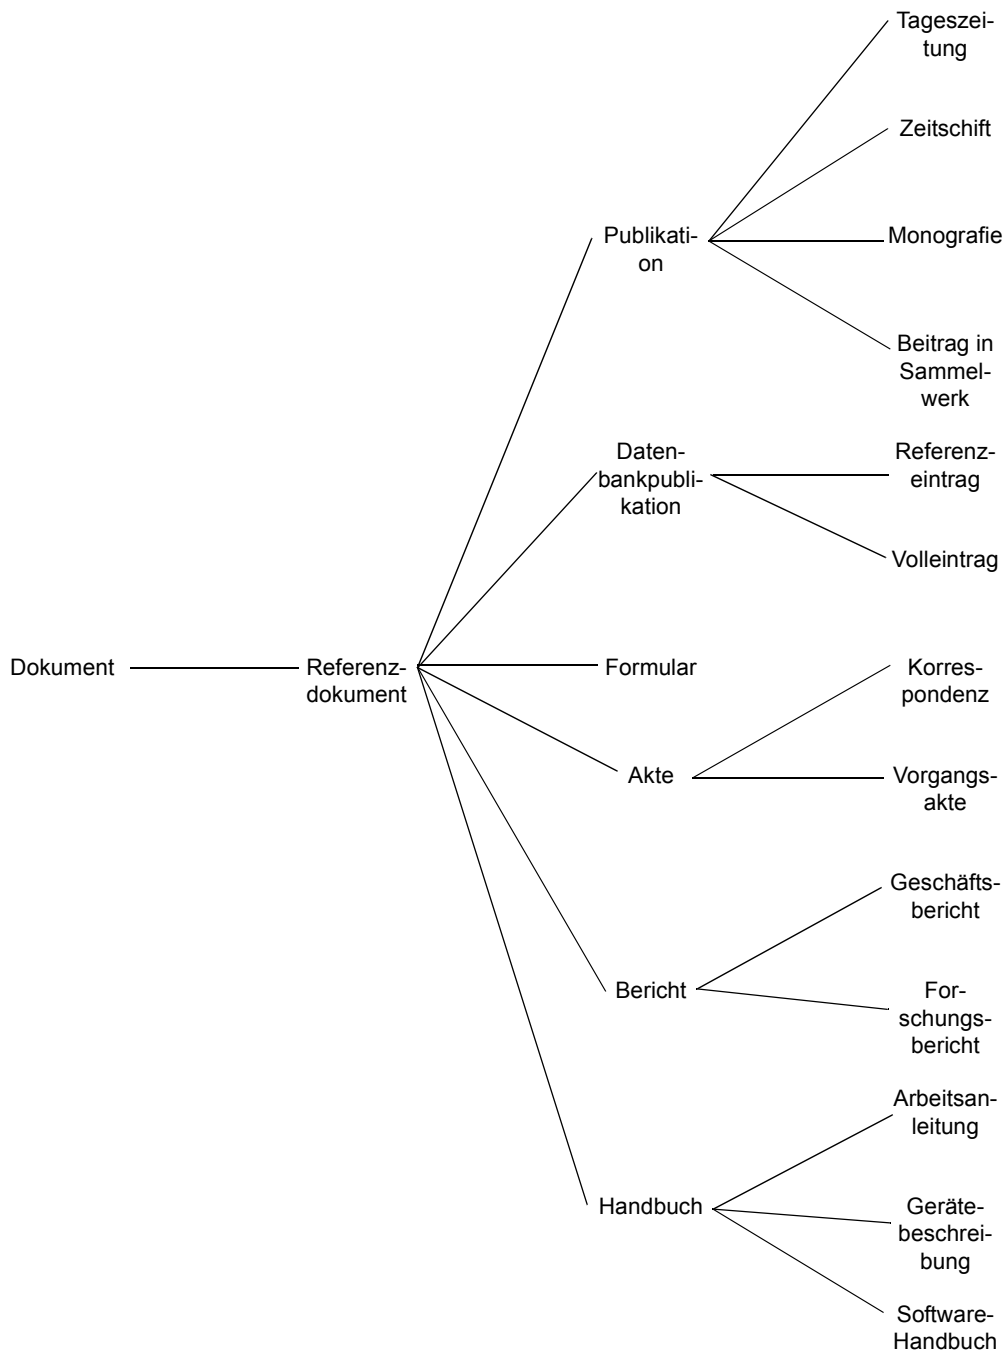 Tageszei-
tung
Zeitschift
Publikati-
on
Monografie
Beitrag in
Sammel-
werk
Daten-
bankpubli-
kation
Referenz-
eintrag
Volleintrag
Dokument
Referenz-
dokument
Formular
Korres-
pondenz
Akte
Vorgangs-
akte
Geschäfts-
bericht
Bericht
For-
schungs-
bericht
Arbeitsan-
leitung
Handbuch
Geräte-
beschrei-
bung
Software-
Handbuch